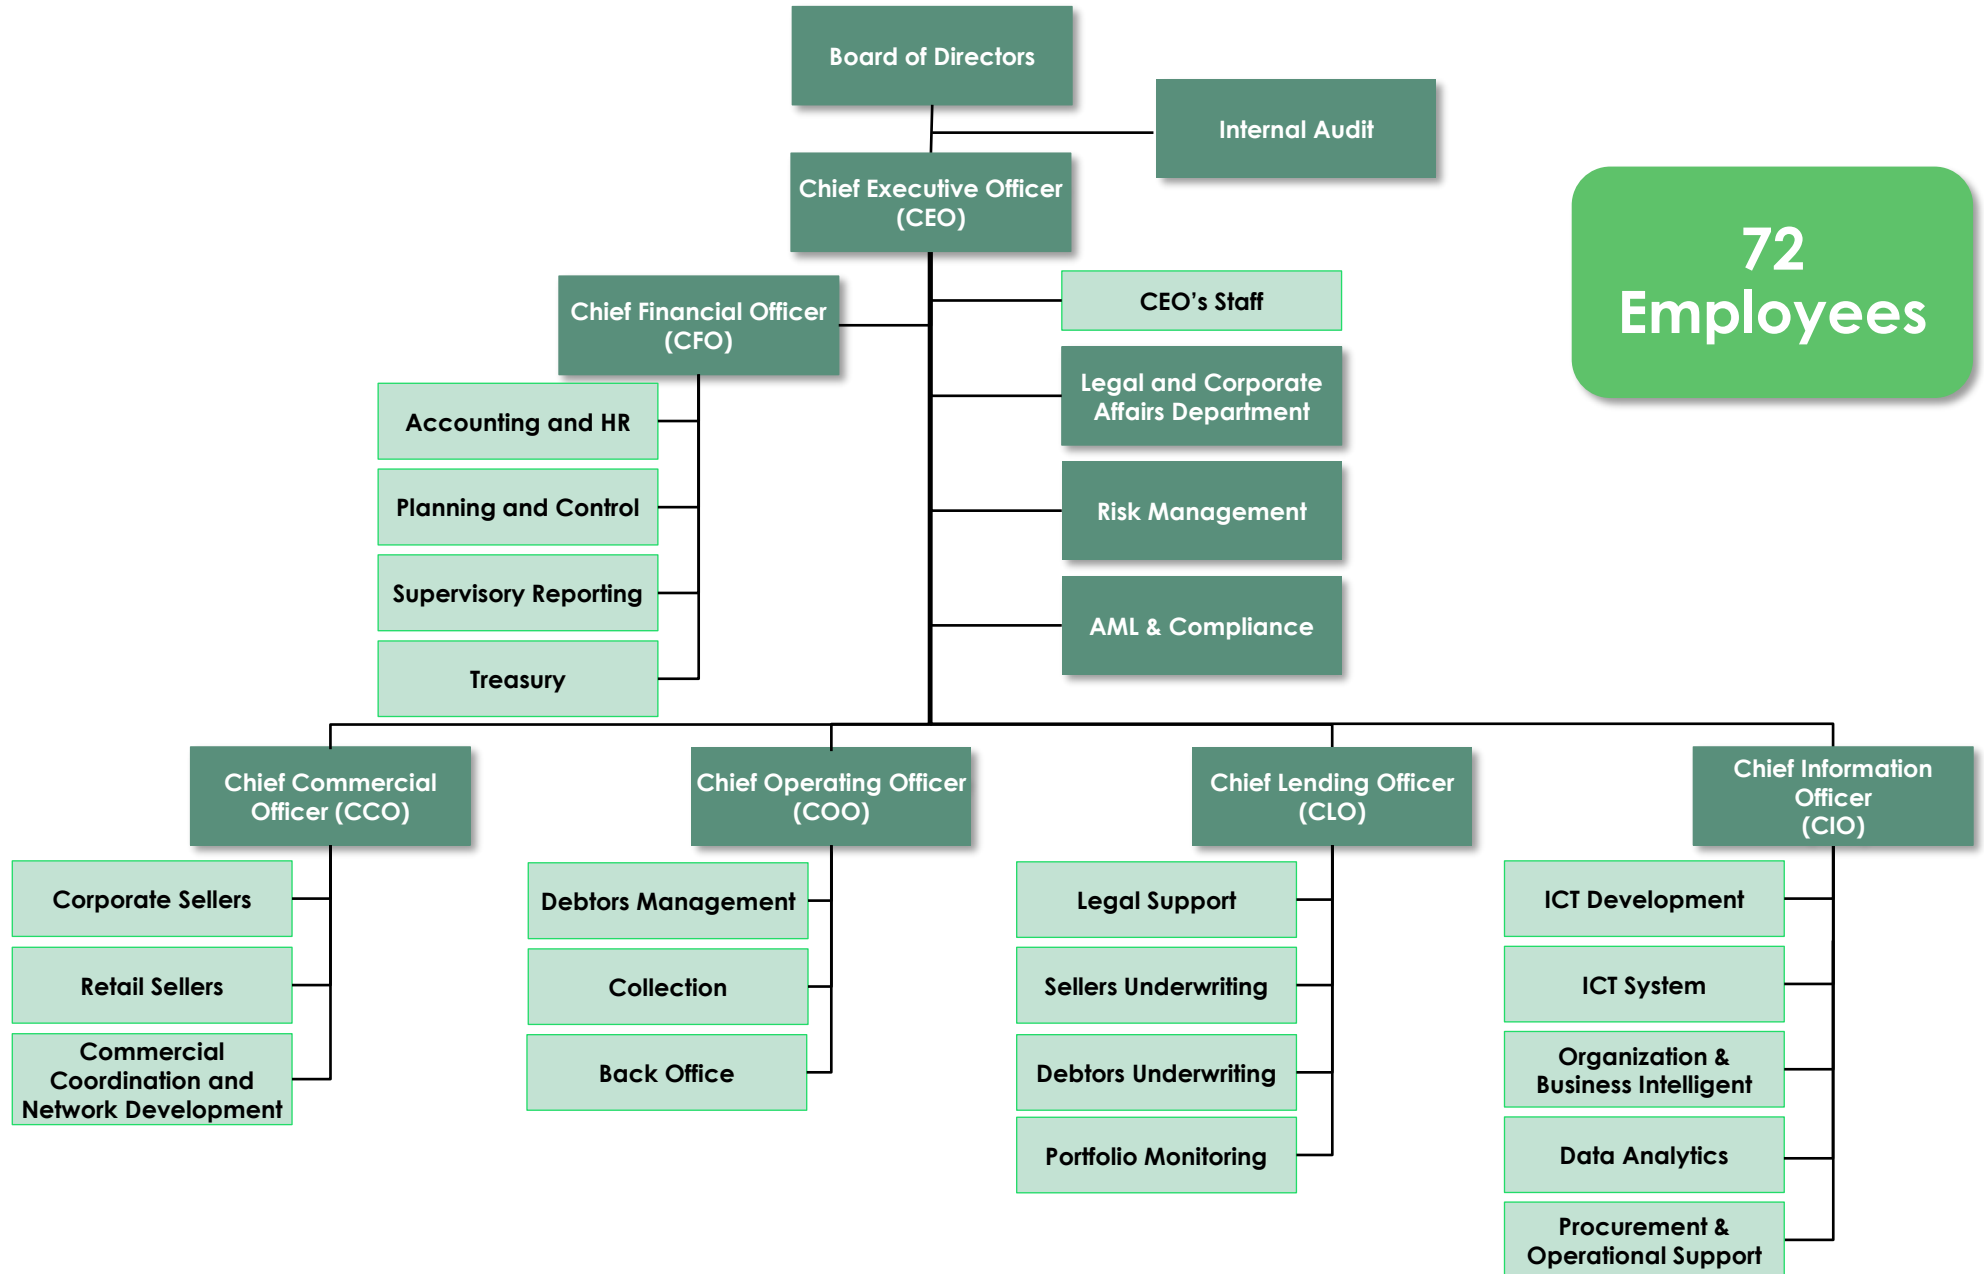 Board of Directors
Internal Audit
Chief Executive Officer
(CEO)
72
Employees
CEO's Staff
Chief Financial Officer
(CFO)
Legal and Corporate
Affairs Department
Accounting and HR
Planning and Control
Risk Management
Supervisory Reporting
AML & Compliance
Treasury
Chief Commercial
Officer (CCO)
Chief Operating Officer
(COO)
Chief Lending Officer
(CLO)
Chief Information
Officer
(CIO)
Corporate Sellers
Retail Sellers
Commercial
Coordination and
Network Development
Debtors Management
Collection
Back Office
Legal Support
Sellers Underwriting
Debtors Underwriting
Portfolio Monitoring
ICT Development
ICT System
Organization &
Business Intelligent
Data Analytics
Procurement &
Operational Support